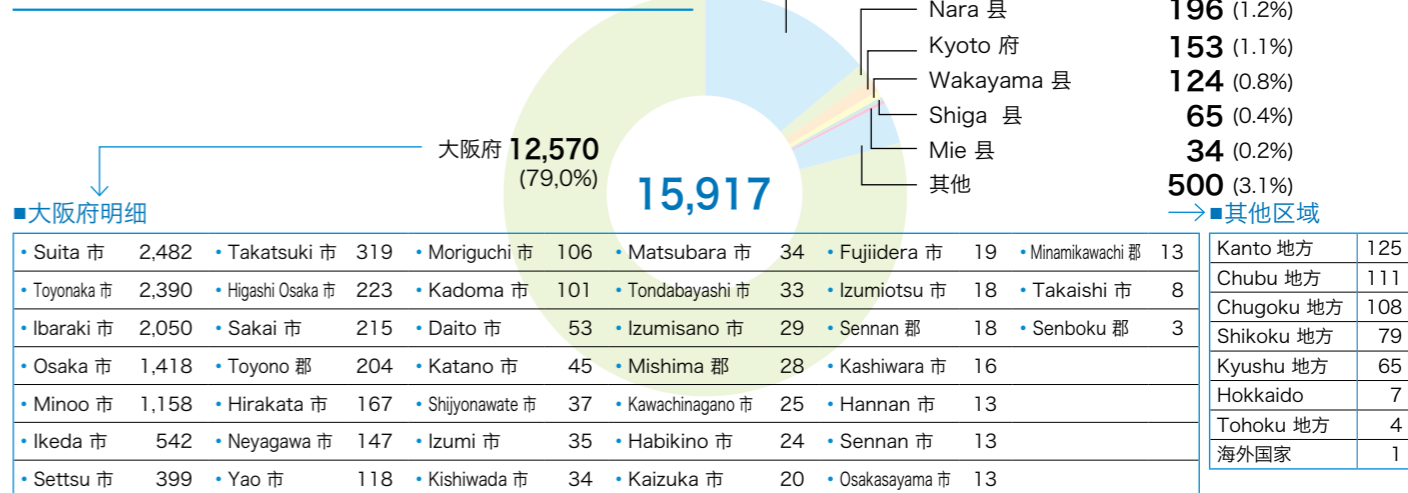 Nara 县 196 (1.2%)
Kyoto 府 153 (1.1%)
Wakayama 县 124 (0.8%)
Shiga 县 65 (0.4%)
Mie 县 34 (0.2%)
其他 500 (3.1%)
大阪府 12,570
(79,0%)
15,917
■大阪府明细
• Suita 市 2,482 • Takatsuki 市 319 • Moriguchi 市 106 • Matsubara 市 34 • Fujiidera 市 19 • Minamikawachi 郡 13
• Toyonaka 市 2,390 • Higashi Osaka 市 223 • Kadoma 市 101 • Tondabayashi 市 33 • Izumiotsu 市 18 • Takaishi 市 8
• Ibaraki 市 2,050 • Sakai 市 215 • Daito 市 53 • Izumisano 市 29 • Sennan 郡 18 • Senboku 郡 3
• Osaka 市 1,418 • Toyono 郡 204 • Katano 市 45 • Mishima 郡 28 • Kashiwara 市 16
• Minoo 市 1,158 • Hirakata 市 167 • Shijyonawate 市 37 • Kawachinagano 市 25 • Hannan 市 13
• Ikeda 市 542 • Neyagawa 市 147 • Izumi 市 35 • Habikino 市 24 • Sennan 市 13
• Settsu 市 399 • Yao 市 118 • Kishiwada 市 34 • Kaizuka 市 20 • Osakasayama 市 13
■其他区域
Kanto 地方 125
Chubu 地方 111
Chugoku 地方 108
Shikoku 地方 79
Kyushu 地方 65
Hokkaido 7
Tohoku 地方 4
海外国家 1